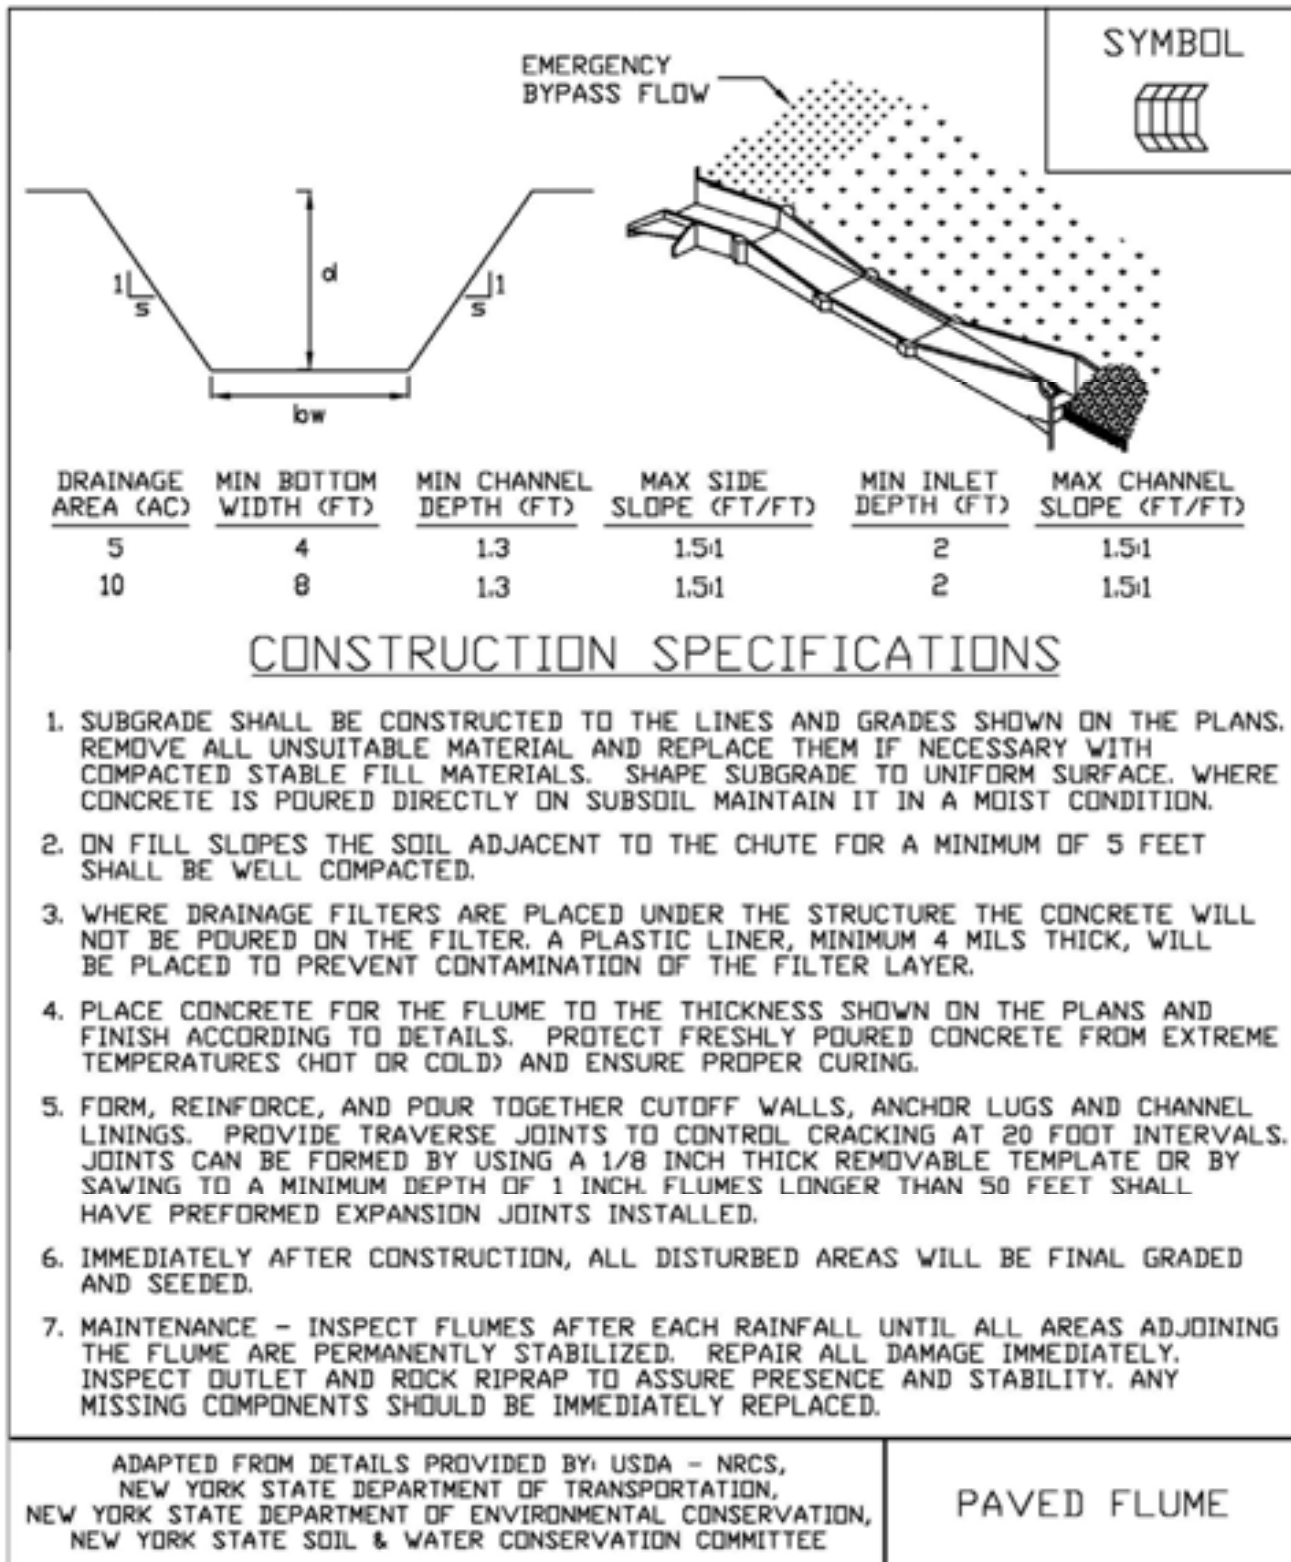 SYMBOL
EMERGENCY
BYPASS FLOW
d
1
s
1
s
bw
DRAINAGE AREA (AC) MIN BOTTOM WIDTH (FT) MIN CHANNEL DEPTH (FT) MAX SIDE SLOPE (FT/FT) MIN INLET DEPTH (FT) MAX CHANNEL SLOPE (FT/FT)
5 4 1.3 1.5:1 2 1.5:1
10 8 1.3 1.5:1 2 1.5:1
CONSTRUCTION SPECIFICATIONS
1. SUBGRADE SHALL BE CONSTRUCTED TO THE LINES AND GRADES SHOWN ON THE PLANS.
REMOVE ALL UNSUITABLE MATERIAL AND REPLACE THEM IF NECESSARY WITH
COMPACTED STABLE FILL MATERIALS. SHAPE SUBGRADE TO UNIFORM SURFACE. WHERE
CONCRETE IS POURED DIRECTLY ON SUBSOIL MAINTAIN IT IN A MOIST CONDITION.
2. ON FILL SLOPES THE SOIL ADJACENT TO THE CHUTE FOR A MINIMUM OF 5 FEET
SHALL BE WELL COMPACTED.
3. WHERE DRAINAGE FILTERS ARE PLACED UNDER THE STRUCTURE THE CONCRETE WILL
NOT BE POURED ON THE FILTER. A PLASTIC LINER, MINIMUM 4 MILS THICK, WILL
BE PLACED TO PREVENT CONTAMINATION OF THE FILTER LAYER.
4. PLACE CONCRETE FOR THE FLUME TO THE THICKNESS SHOWN ON THE PLANS AND
FINISH ACCORDING TO DETAILS. PROTECT FRESHLY POURED CONCRETE FROM EXTREME
TEMPERATURES (HOT OR COLD) AND ENSURE PROPER CURING.
5. FORM, REINFORCE, AND POUR TOGETHER CUTOFF WALLS, ANCHOR LUGS AND CHANNEL
LININGS. PROVIDE TRAVERSE JOINTS TO CONTROL CRACKING AT 20 FOOT INTERVALS.
JOINTS CAN BE FORMED BY USING A 1/8 INCH THICK REMOVABLE TEMPLATE OR BY
SAWING TO A MINIMUM DEPTH OF 1 INCH. FLUMES LONGER THAN 50 FEET SHALL
HAVE PREFORMED EXPANSION JOINTS INSTALLED.
6. IMMEDIATELY AFTER CONSTRUCTION, ALL DISTURBED AREAS WILL BE FINAL GRADED
AND SEEDED.
7. MAINTENANCE - INSPECT FLUMES AFTER EACH RAINFALL UNTIL ALL AREAS ADJOINING
THE FLUME ARE PERMANENTLY STABILIZED. REPAIR ALL DAMAGE IMMEDIATELY.
INSPECT OUTLET AND ROCK RIPRAP TO ASSURE PRESENCE AND STABILITY. ANY
MISSING COMPONENTS SHOULD BE IMMEDIATELY REPLACED.
ADAPTED FROM DETAILS PROVIDED BY: USDA - NRCS,
NEW YORK STATE DEPARTMENT OF TRANSPORTATION,
NEW YORK STATE DEPARTMENT OF ENVIRONMENTAL CONSERVATION,
NEW YORK STATE SOIL & WATER CONSERVATION COMMITTEE
PAVED FLUME